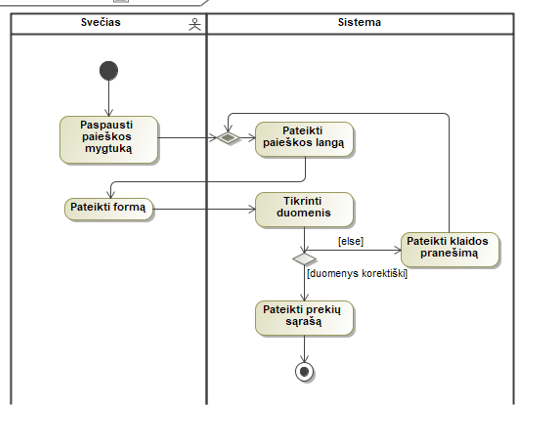 Svečias
Sistema
Paspausti
paieškos
mygtuką
Pateikti
paieškos langą
Pateikti formą
Tikrinti
duomenis
[else]
Pateikti klaidos
pranešimą
[duomenys korektiški]
Pateikti prekių
sąrašą